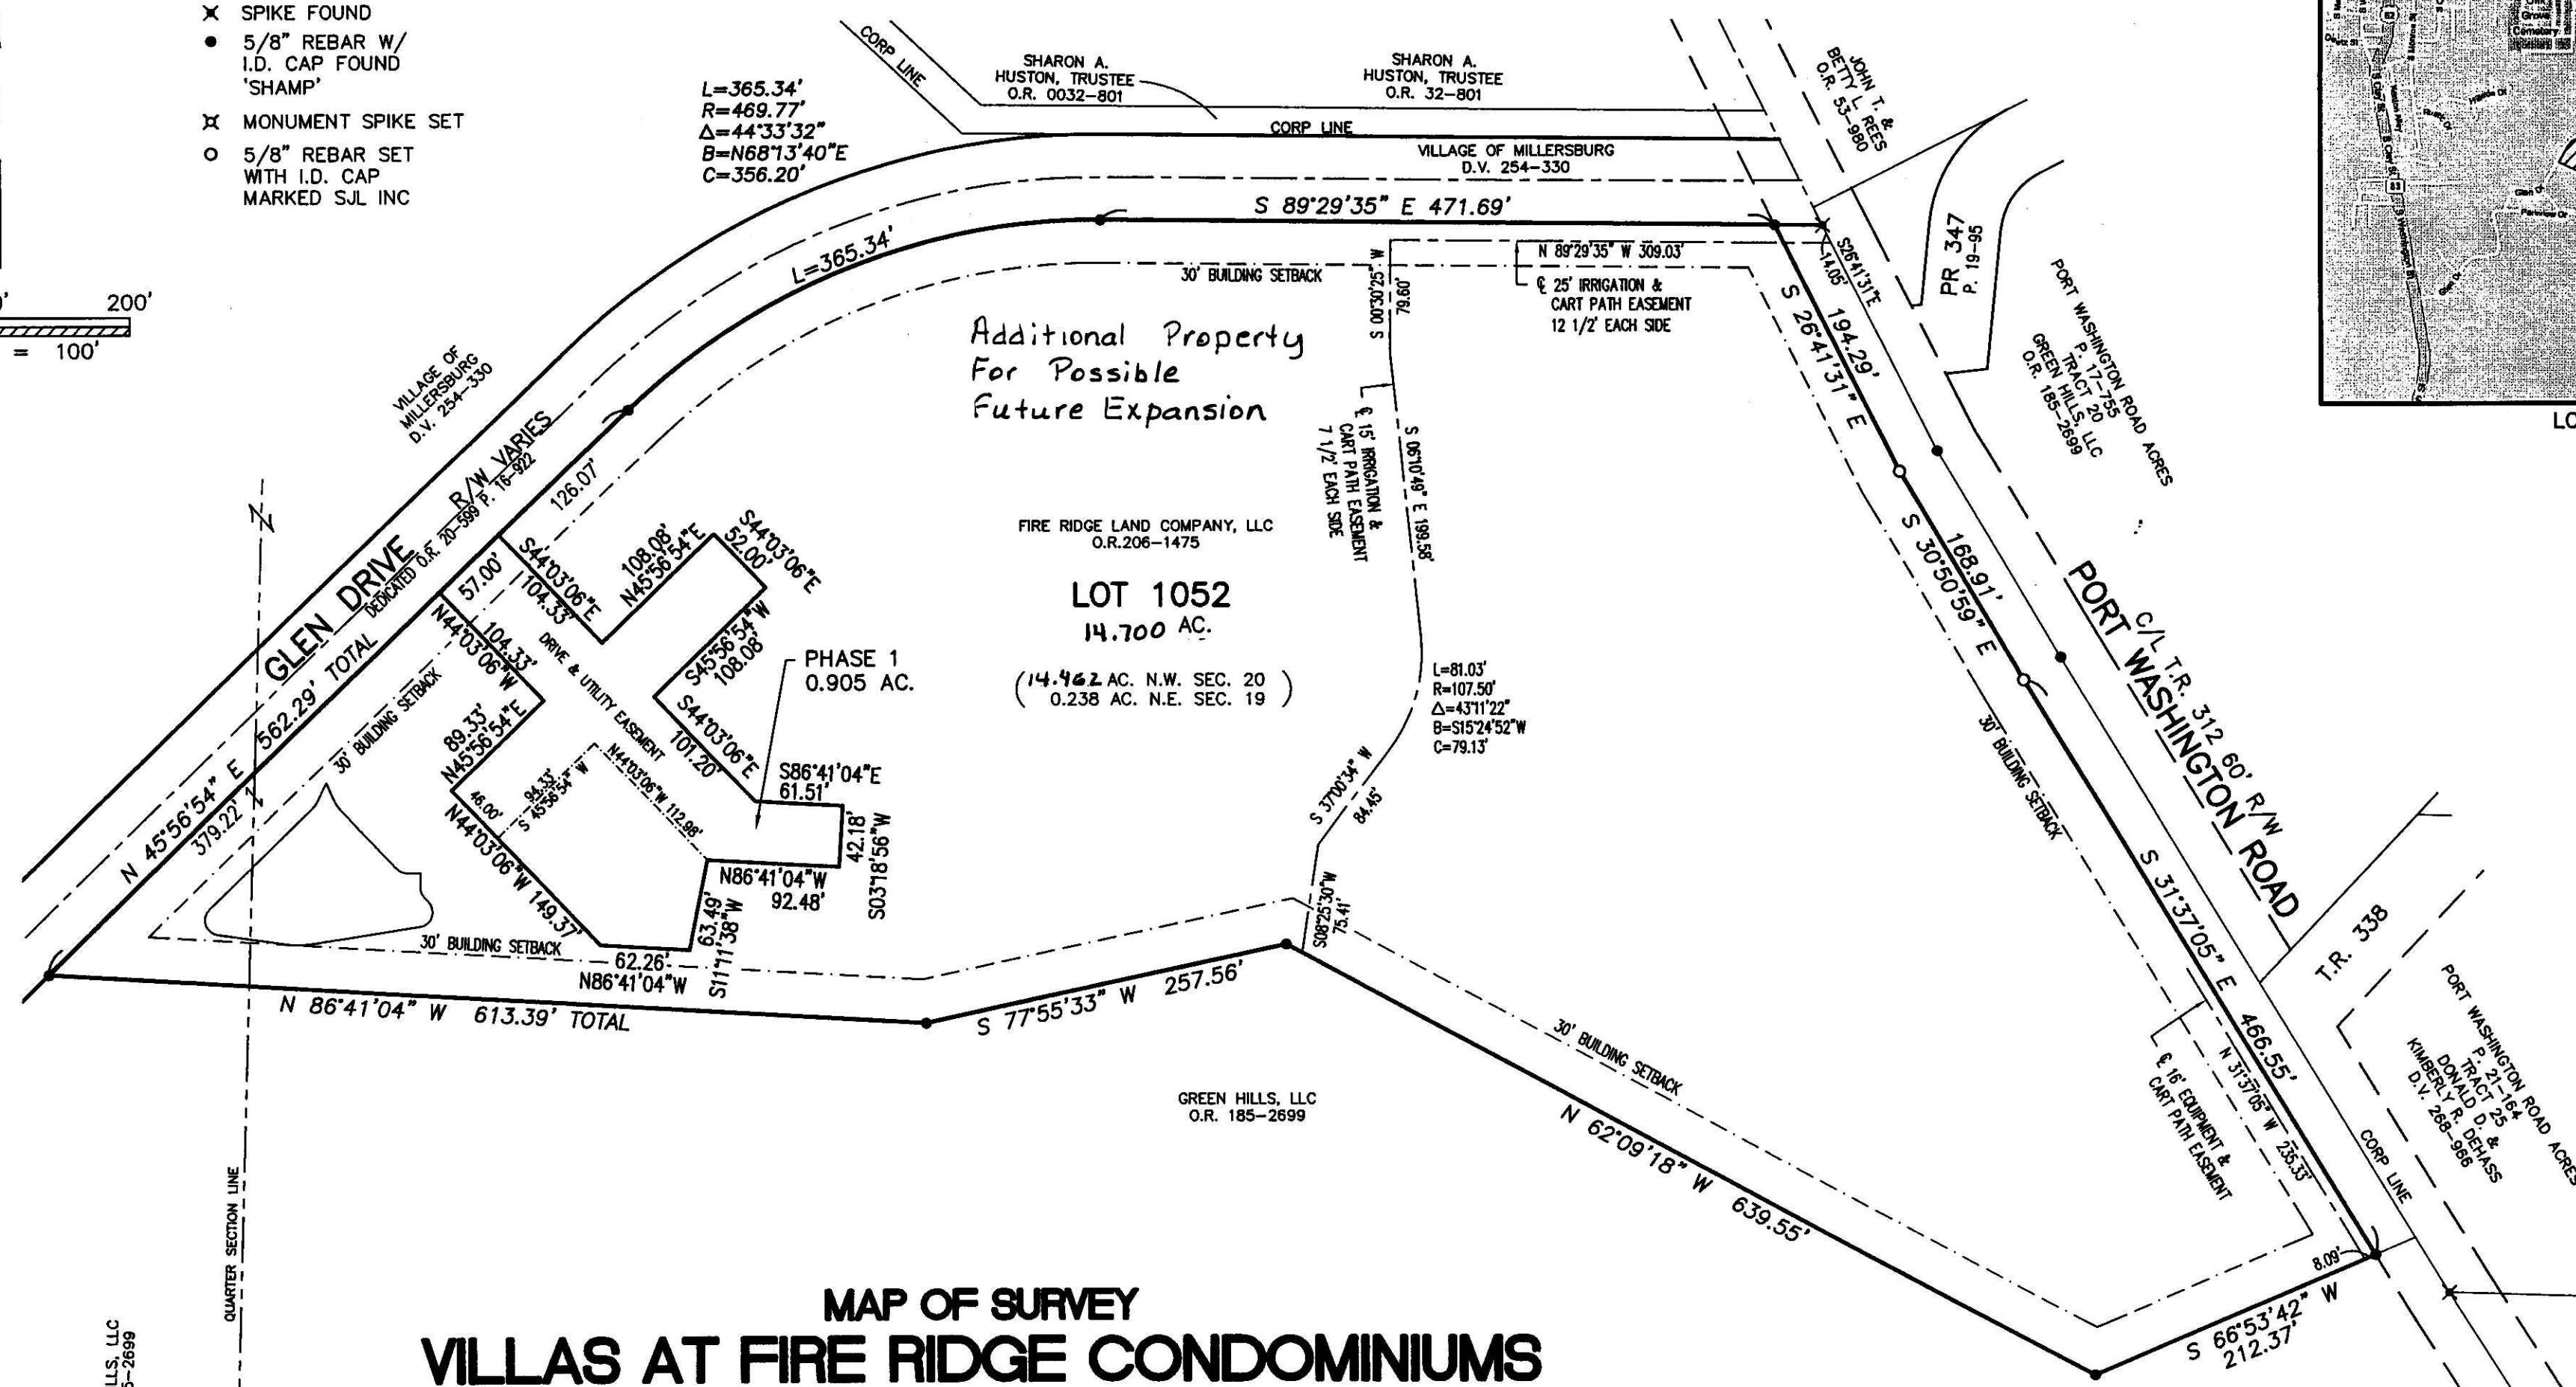 SPIKE FOUND
5/8" REBAR W/
I.D. CAP FOUND
'SHAMP'
MONUMENT SPIKE SET
5/8" REBAR SET
WITH I.D. CAP
MARKED SJL INC
200'
= 100'
L=365.34'
R=469.77'
Δ=44°33'32"
B=N68°13'40"E
C=356.20'
CORP LINE
SHARON A.
HUSTON, TRUSTEE
O.R. 0032-801
SHARON A.
HUSTON, TRUSTEE
O.R. 32-801
CORP LINE
VILLAGE OF MILLERSBURG
D.V. 254-330
JOHN T. &
BETTY L. REES
O.R. 53-980
PR 347
P. 19-95
S 89°29'35" E 471.69'
L=365.34'
30' BUILDING SETBACK
S 00°30'25" W
79.60'
N 89°29'35" W 309.03'
℄ 25' IRRIGATION &
CART PATH EASEMENT
12 1/2' EACH SIDE
S26°41'31"E
14.05'
194.29'
S 26°41'31" E
Additional Property
For Possible
Future Expansion
℄ 15' IRRIGATION &
CART PATH EASEMENT
7 1/2' EACH SIDE
S 06°10'49" E 199.58'
PORT WASHINGTON ROAD ACRES
P. 17-755
TRACT 20
GREEN HILLS, LLC
O.R. 185-2699
VILLAGE OF
MILLERSBURG
D.V. 254-330
GLEN DRIVE
R/W VARIES
DEDICATED O.R. 20-599 P. 16-922
126.07'
57.00'
N 45°56'54" E 562.29' TOTAL
379.22'
30' BUILDING SETBACK
S44°03'06"E
104.33'
108.08'
N45°56'54"E
S44°03'06"E
52.00'
S45°56'54"W
108.08'
N44°03'06"W
104.33'
DRIVE & UTILITY EASEMENT
89.33'
N45°56'54"E
S44°03'06"E
101.20'
PHASE 1
0.905 AC.
46.00'
94.33'
S 45°56'54" W
N44°03'06"W 112.98'
S86°41'04"E
61.51'
42.18'
S03°18'56"W
N86°41'04"W
92.48'
N44°03'06"W 149.37'
63.49'
S11°11'38"W
62.26'
N86°41'04"W
30' BUILDING SETBACK
FIRE RIDGE LAND COMPANY, LLC
O.R.206-1475
LOT 1052
14.700 AC.
(14.462 AC. N.W. SEC. 20
0.238 AC. N.E. SEC. 19)
L=81.03'
R=107.50'
Δ=43°11'22"
B=S15°24'52"W
C=79.13'
S 37°00'34" W
84.45'
S08°25'30"W
75.41'
168.91'
S 30°50'59" E
30' BUILDING SETBACK
C/L T.R. 312 60' R/W
PORT WASHINGTON ROAD
S 31°37'05" E 466.55'
T.R. 338
N 31°37'05" W 235.33'
℄ 16' EQUIPMENT &
CART PATH EASEMENT
CORP LINE
PORT WASHINGTON ROAD ACRES
P. 21-164
TRACT 25
DONALD D. &
KIMBERLY R. DEHASS
D.V. 268-966
N 86°41'04" W 613.39' TOTAL
S 77°55'33" W 257.56'
30' BUILDING SETBACK
N 62°09'18" W 639.55'
8.09'
S 66°53'42" W
212.37'
GREEN HILLS, LLC
O.R. 185-2699
QUARTER SECTION LINE
MAP OF SURVEY
VILLAS AT FIRE RIDGE CONDOMINIUMS